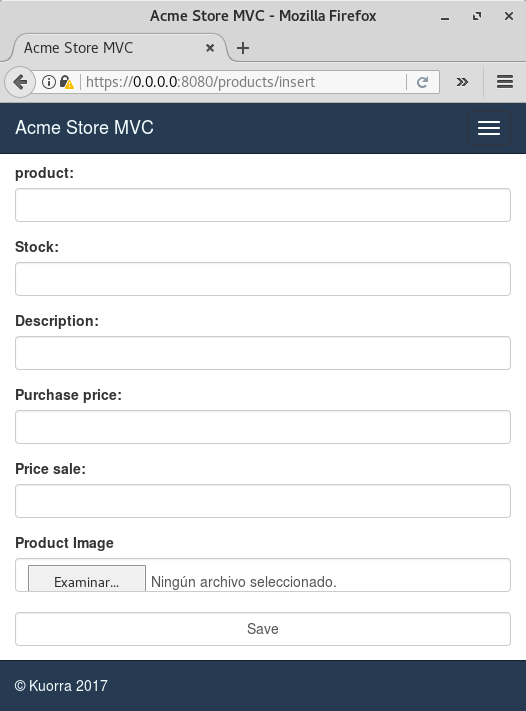 Acme Store MVC - Mozilla Firefox
Acme Store MVC
https://0.0.0.0:8080/products/insert
Acme Store MVC
product:
Stock:
Description:
Purchase price:
Price sale:
Product Image
Examinar... Ningún archivo seleccionado.
Save
© Kuorra 2017